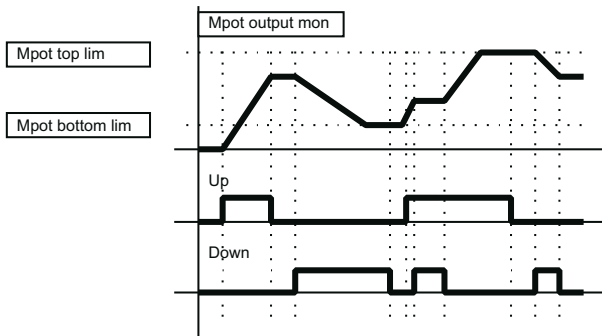 Mpot output mon
Mpot top lim
Mpot bottom lim
Up
Down